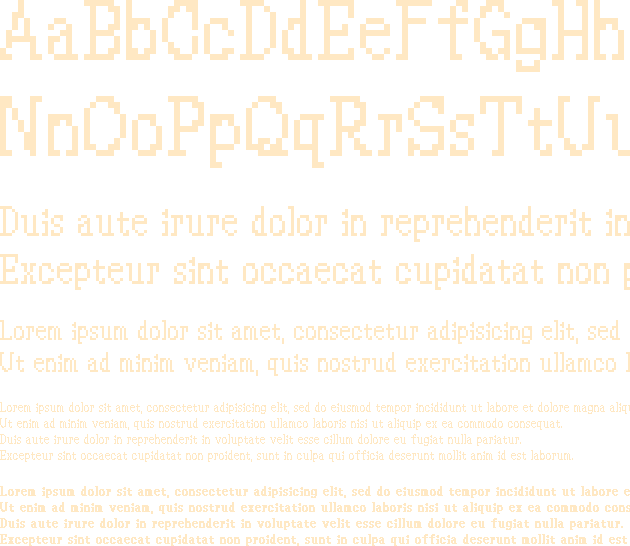 AaBbCcDdEeFfGgHh
NnOoPpQqRrSsTtU
Duis aute irure dolor in reprehenderit in
Excepteur sint occaecat cupidatat non
Lorem ipsum dolor sit amet, consectetur adipisicing elit, sed
Ut enim ad minim veniam, quis nostrud exercitation ullamco
Lorem ipsum dolor sit amet, consectetur adipisicing elit, sed do eiusmod tempor incididunt ut labore et dolore magna aliqu
Ut enim ad minim veniam, quis nostrud exercitation ullamco laboris nisi ut aliquip ex ea commodo consequat.
Duis aute irure dolor in reprehenderit in voluptate velit esse cillum dolore eu fugiat nulla pariatur.
Excepteur sint occaecat cupidatat non proident, sunt in culpa qui officia deserunt mollit anim id est laborum.
Lorem ipsum dolor sit amet, consectetur adipisicing elit, sed do eiusmod tempor incididunt ut labore e
Ut enim ad minim veniam, quis nostrud exercitation ullamco laboris nisi ut aliquip ex ea commodo cons
Duis aute irure dolor in reprehenderit in voluptate velit esse cillum dolore eu fugiat nulla pariatur.
Excepteur sint occaecat cupidatat non proident, sunt in culpa qui officia deserunt mollit anim id est